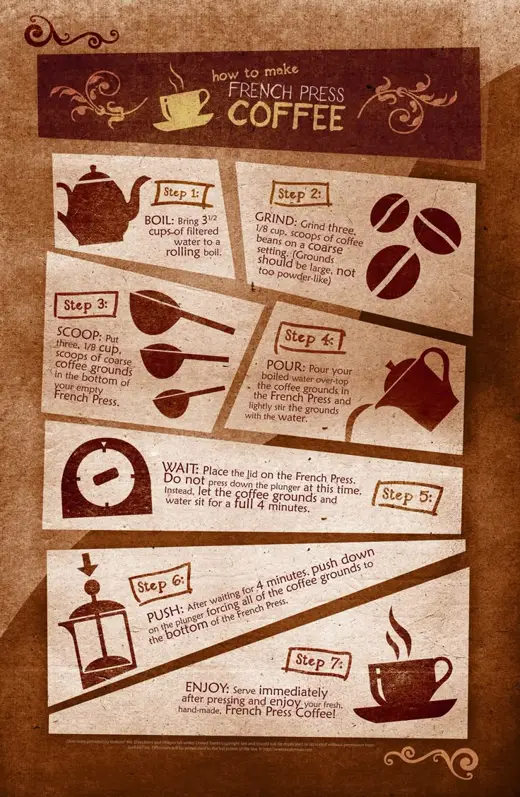 how to make
FRENCH PRESS
COFFEE
Step 1:
BOIL: Bring 3 1/2
cups of filtered
water to a
rolling boil.
Step 2:
GRIND: Grind three,
1/8 cup, scoops of coffee
beans on a coarse
setting. (Grounds
should be large, not
too powder-like)
Step 3:
SCOOP: Put
three, 1/8 cup,
scoops of coarse
coffee grounds
in the bottom of
your empty
French Press.
Step 4:
POUR: Pour your
boiled water over-top
the coffee grounds in
the French Press and
lightly stir the grounds
with the water.
WAIT: Place the lid on the French Press.
Do not press down the plunger at this time.
Instead, let the coffee grounds and
water sit for a full 4 minutes.
Step 5:
Step 6:
PUSH: After waiting for 4 minutes, push down
on the plunger forcing all of the coffee grounds to
the bottom of the French Press.
Step 7:
ENJOY: Serve immediately
after pressing and enjoy your fresh,
hand-made, French Press Coffee!